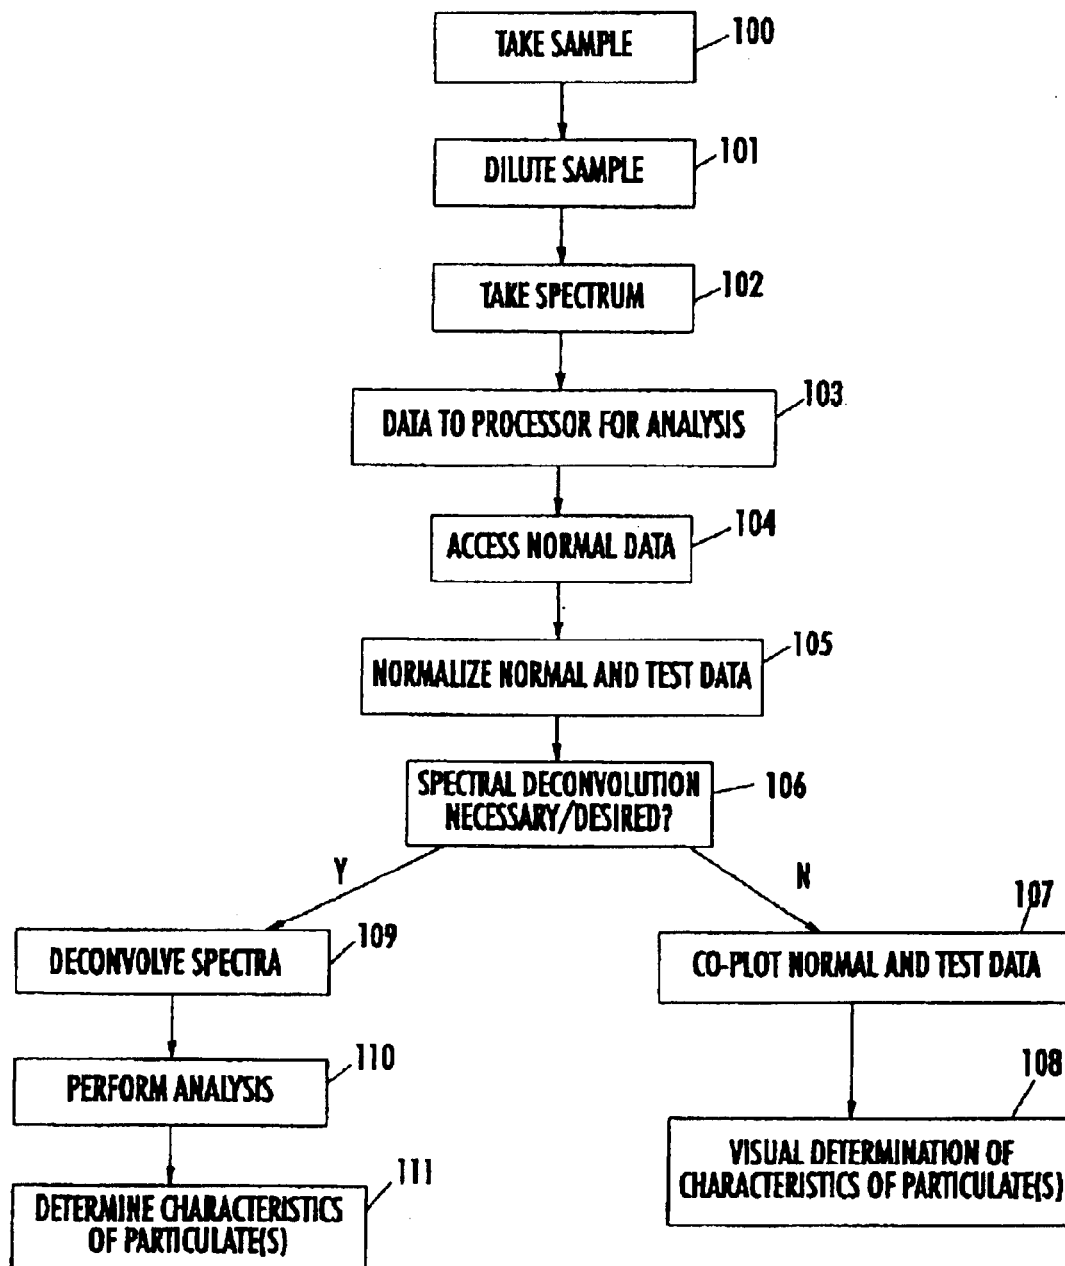 TAKE SAMPLE
100
DILUTE SAMPLE
101
TAKE SPECTRUM
102
DATA TO PROCESSOR FOR ANALYSIS
103
ACCESS NORMAL DATA
104
NORMALIZE NORMAL AND TEST DATA
105
SPECTRAL DECONVOLUTION
NECESSARY/DESIRED?
106
Y
N
DECONVOLVE SPECTRA
109
CO-PLOT NORMAL AND TEST DATA
107
PERFORM ANALYSIS
110
VISUAL DETERMINATION OF
CHARACTERISTICS OF PARTICULATE(S)
108
DETERMINE CHARACTERISTICS
OF PARTICULATE(S)
111